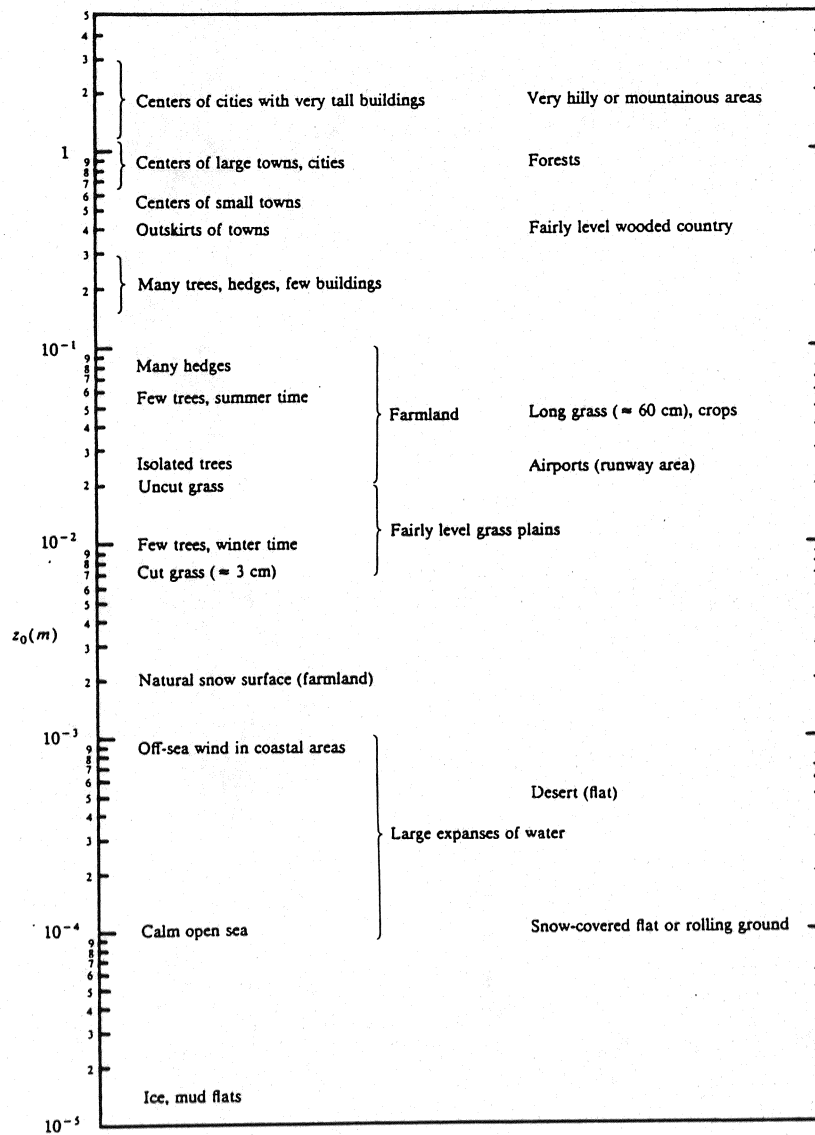 5
4
3
2
Centers of cities with very tall buildings Very hilly or mountainous areas
1
9
8
7
Centers of large towns, cities Forests
6
Centers of small towns
5
4
Outskirts of towns Fairly level wooded country
3
2
Many trees, hedges, few buildings
10⁻¹
9
8
7
Many hedges
6
Few trees, summer time
5
Farmland Long grass (≈ 60 cm), crops
4
3
Isolated trees Airports (runway area)
2
Uncut grass
Fairly level grass plains
10⁻²
Few trees, winter time
9
8
7
Cut grass (≈ 3 cm)
6
5
4
z₀(m)
3
2
Natural snow surface (farmland)
10⁻³
9
Off-sea wind in coastal areas
8
7
6
5
Desert (flat)
4
3
Large expanses of water
2
10⁻⁴
Calm open sea Snow-covered flat or rolling ground
9
8
7
6
5
4
3
2
Ice, mud flats
10⁻⁵